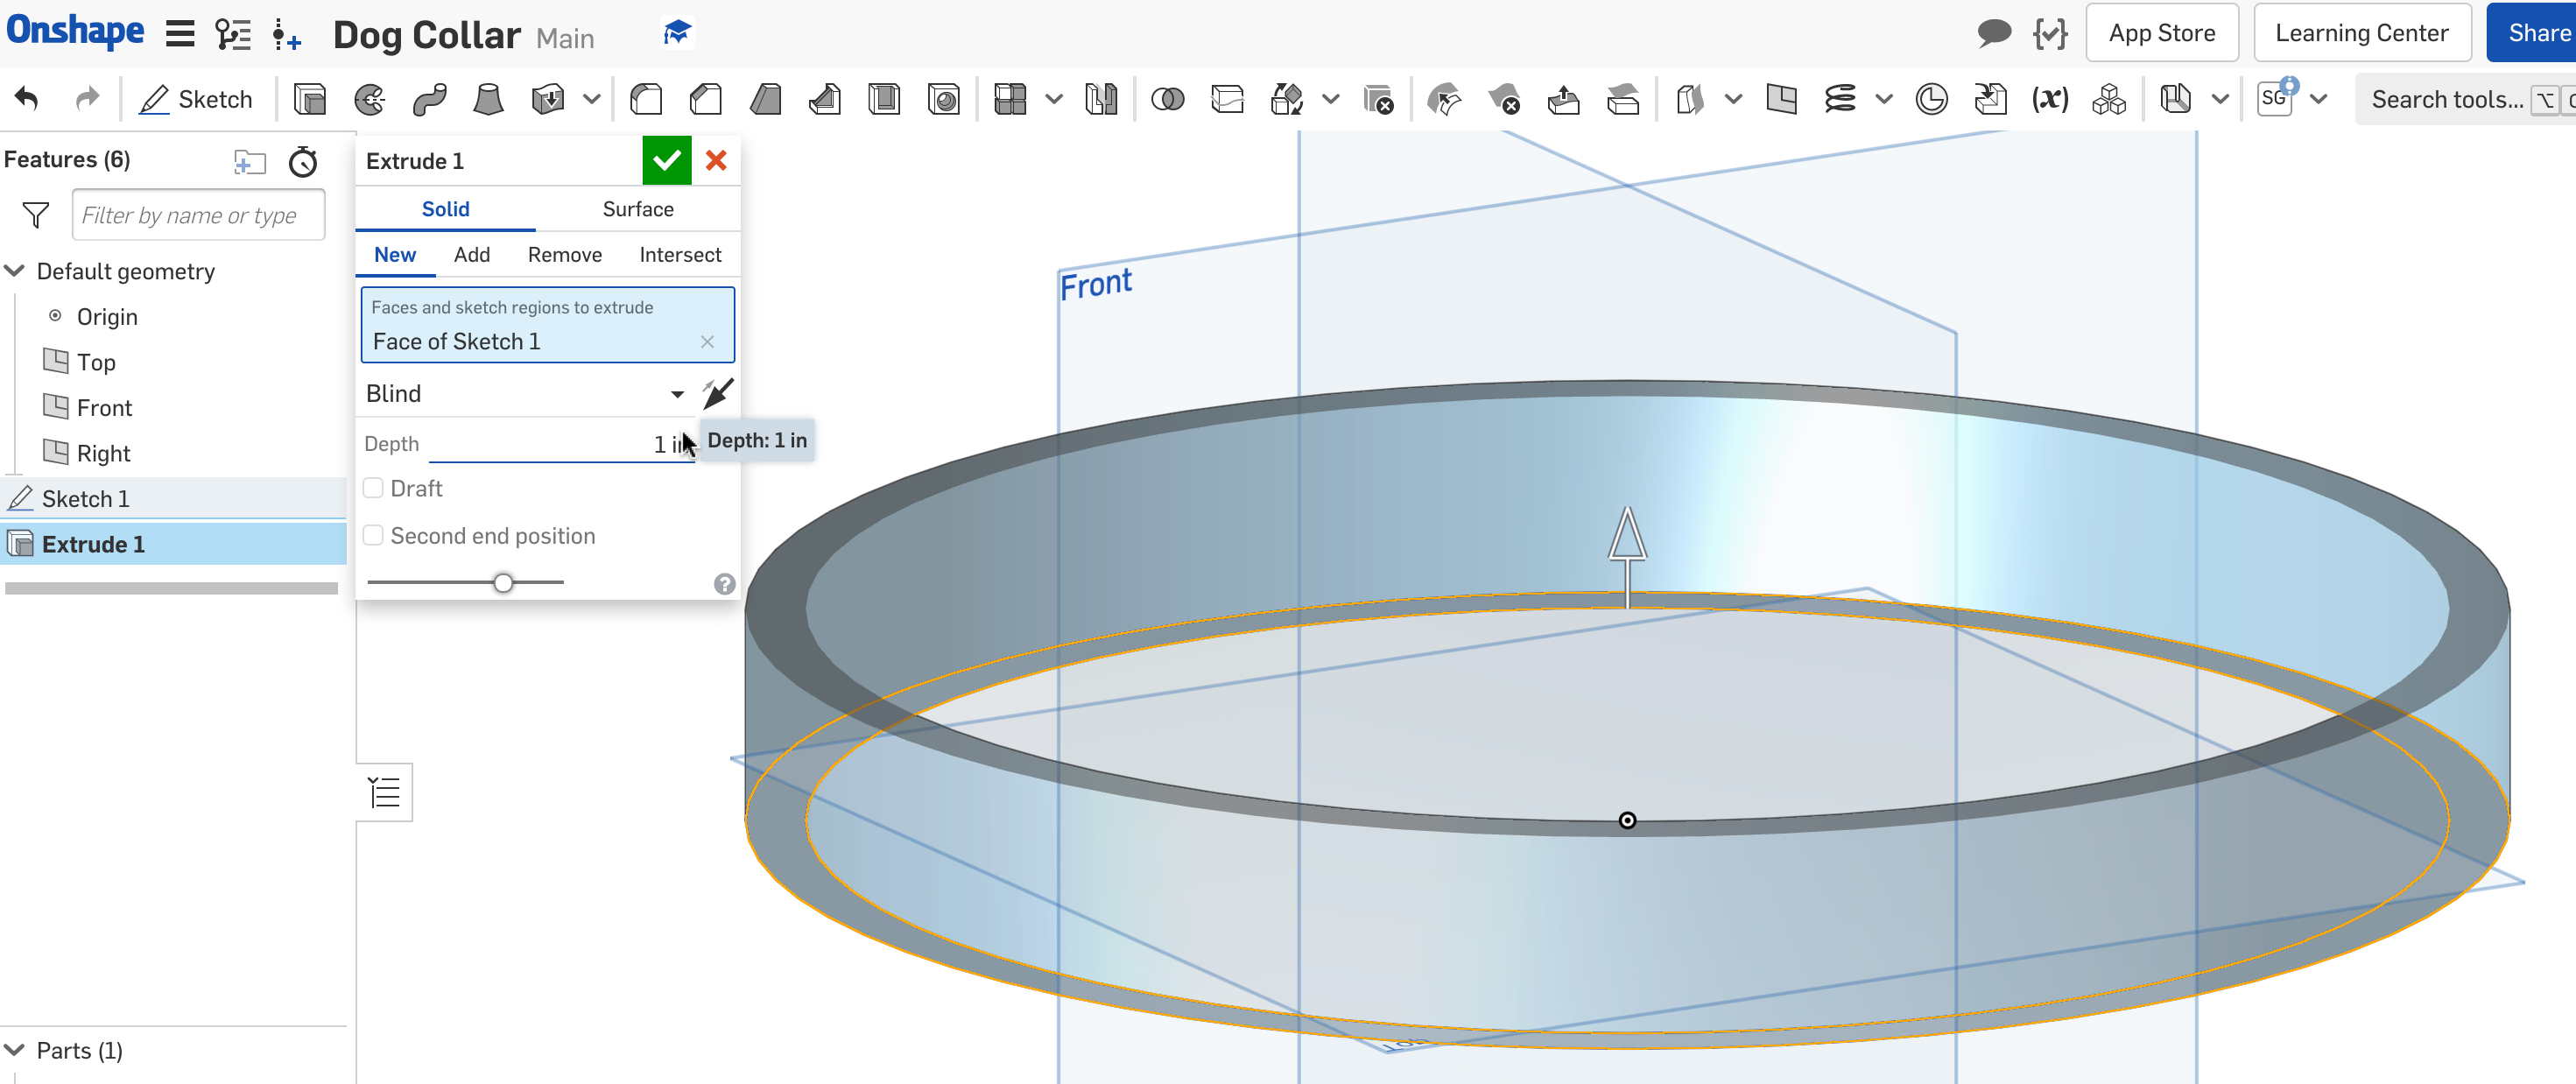 Onshape
Dog Collar Main
App Store
Learning Center
Share
Sketch
(x)
SG
Search tools...
Features (6)
Filter by name or type
Default geometry
Origin
Top
Front
Right
Sketch 1
Extrude 1
Parts (1)
Extrude 1
Solid Surface
New Add Remove Intersect
Faces and sketch regions to extrude
Face of Sketch 1
Blind
Depth 1 in
Depth: 1 in
Draft
Second end position
?
Front
Top